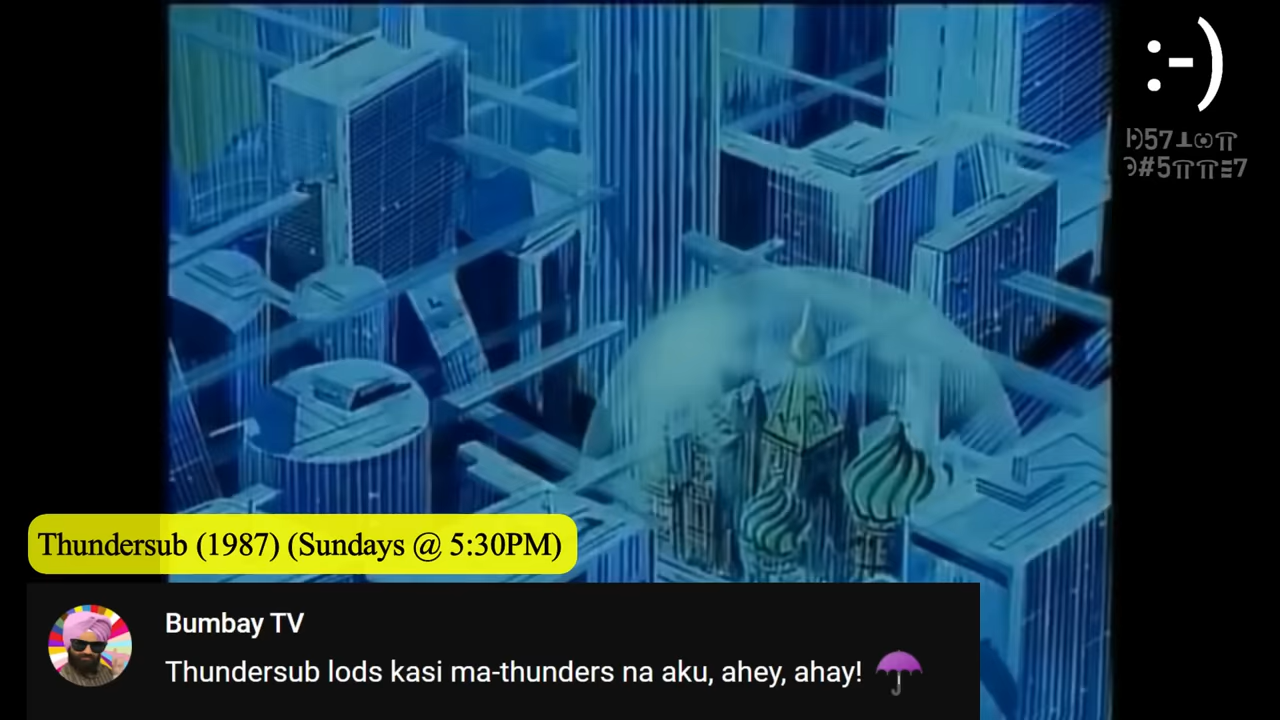 :-)
Thundersub (1987) (Sundays @ 5:30PM)
Bumbay TV
Thundersub lods kasi ma-thunders na aku, ahey, ahay! ☂